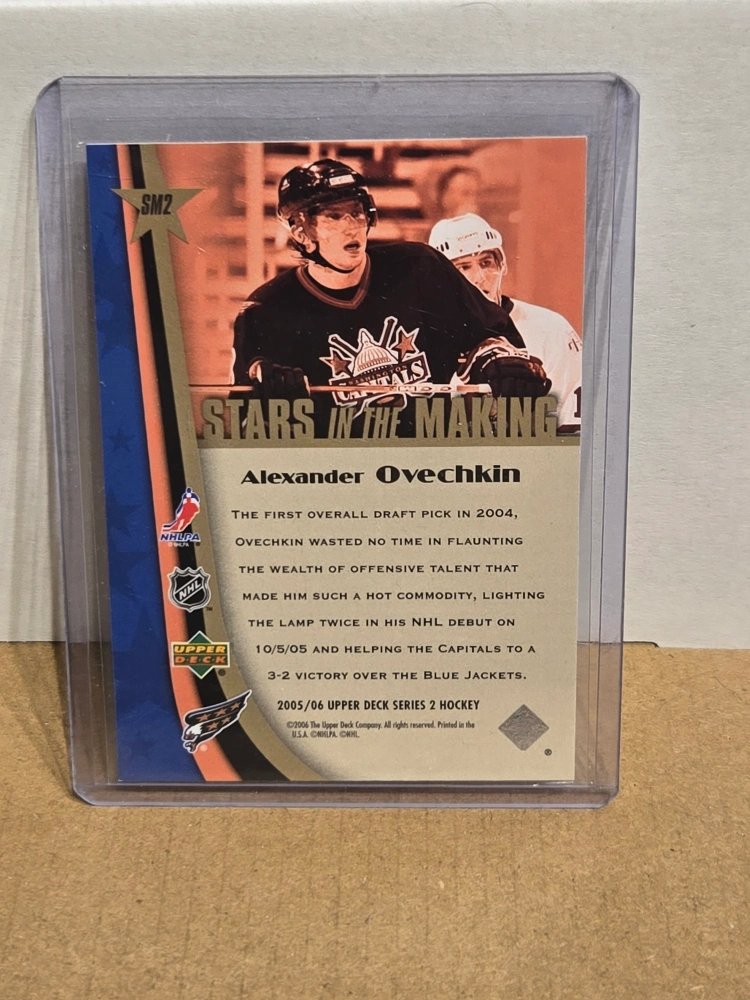 SM2
WASHINGTON
CAPITALS
STARS IN THE MAKING
Alexander Ovechkin
THE FIRST OVERALL DRAFT PICK IN 2004,
OVECHKIN WASTED NO TIME IN FLAUNTING
THE WEALTH OF OFFENSIVE TALENT THAT
MADE HIM SUCH A HOT COMMODITY, LIGHTING
THE LAMP TWICE IN HIS NHL DEBUT ON
10/5/05 AND HELPING THE CAPITALS TO A
3-2 VICTORY OVER THE BLUE JACKETS.
NHLPA
© NHLPA
NHL
™
UPPER
DECK
®
2005/06 UPPER DECK SERIES 2 HOCKEY
©2006 The Upper Deck Company. All rights reserved. Printed in the
U.S.A. ©NHLPA. ©NHL.
®
®